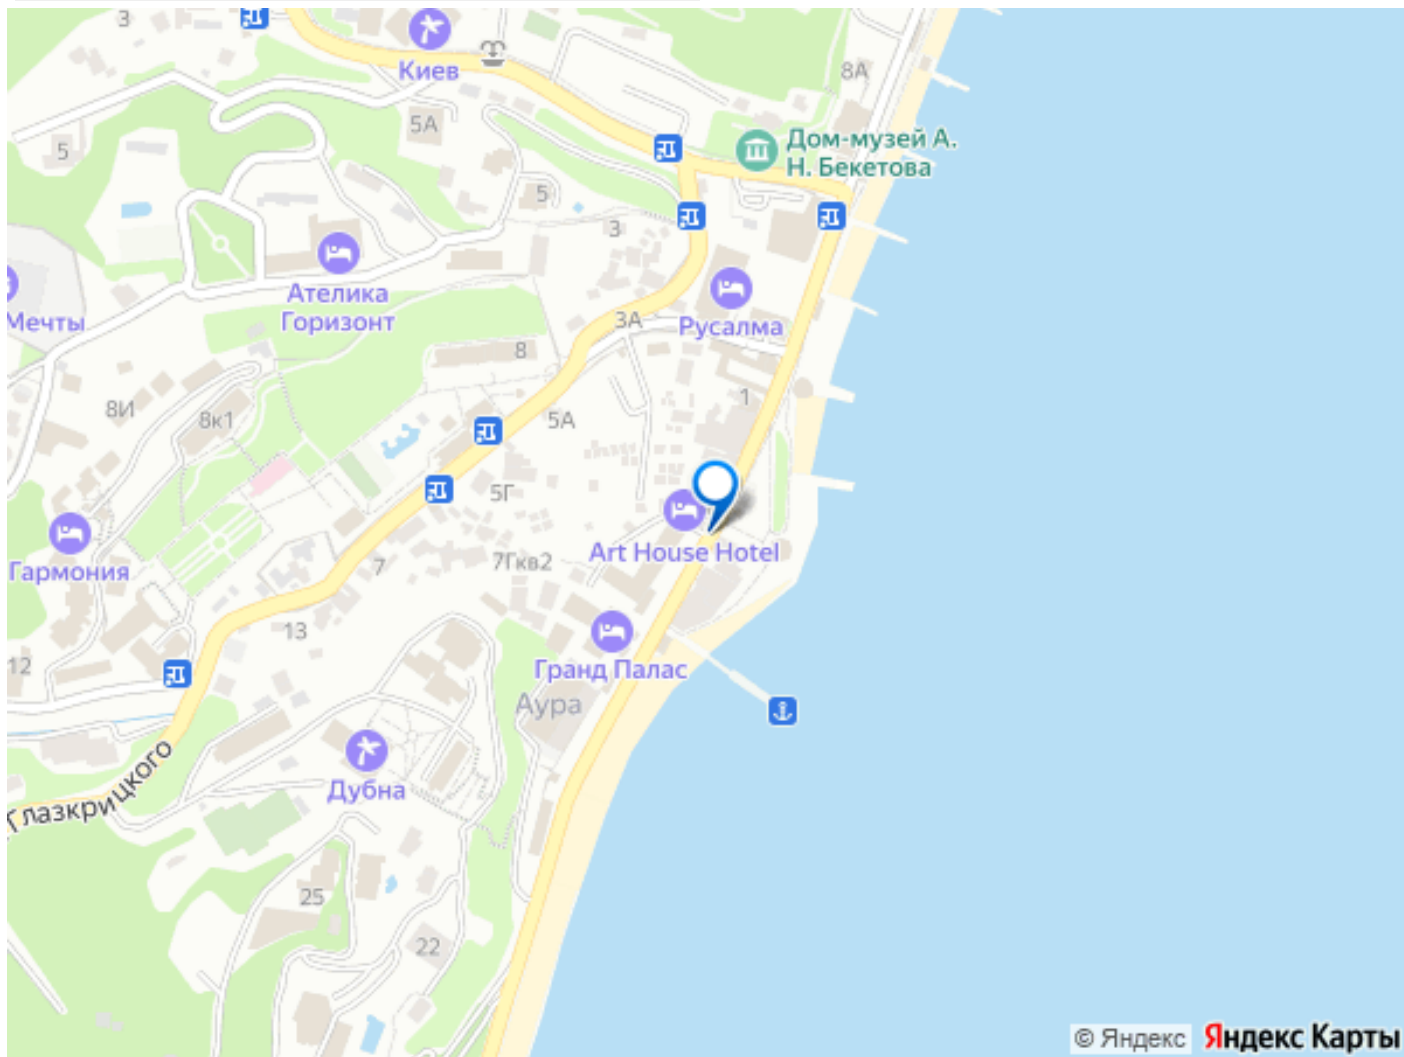 3
Киев
8А
5А
Дом-музей А.
Н. Бекетова
5
5
3
Ателика
Горизонт
Мечты
3А
Русалма
8
1
8И
8к1
5А
5Г
Art House Hotel
7Гкв2
7
Гармония
13
12
Гранд Палас
Аура
Глазкрицкого
Дубна
25
22
© Яндекс
Яндекс Карты